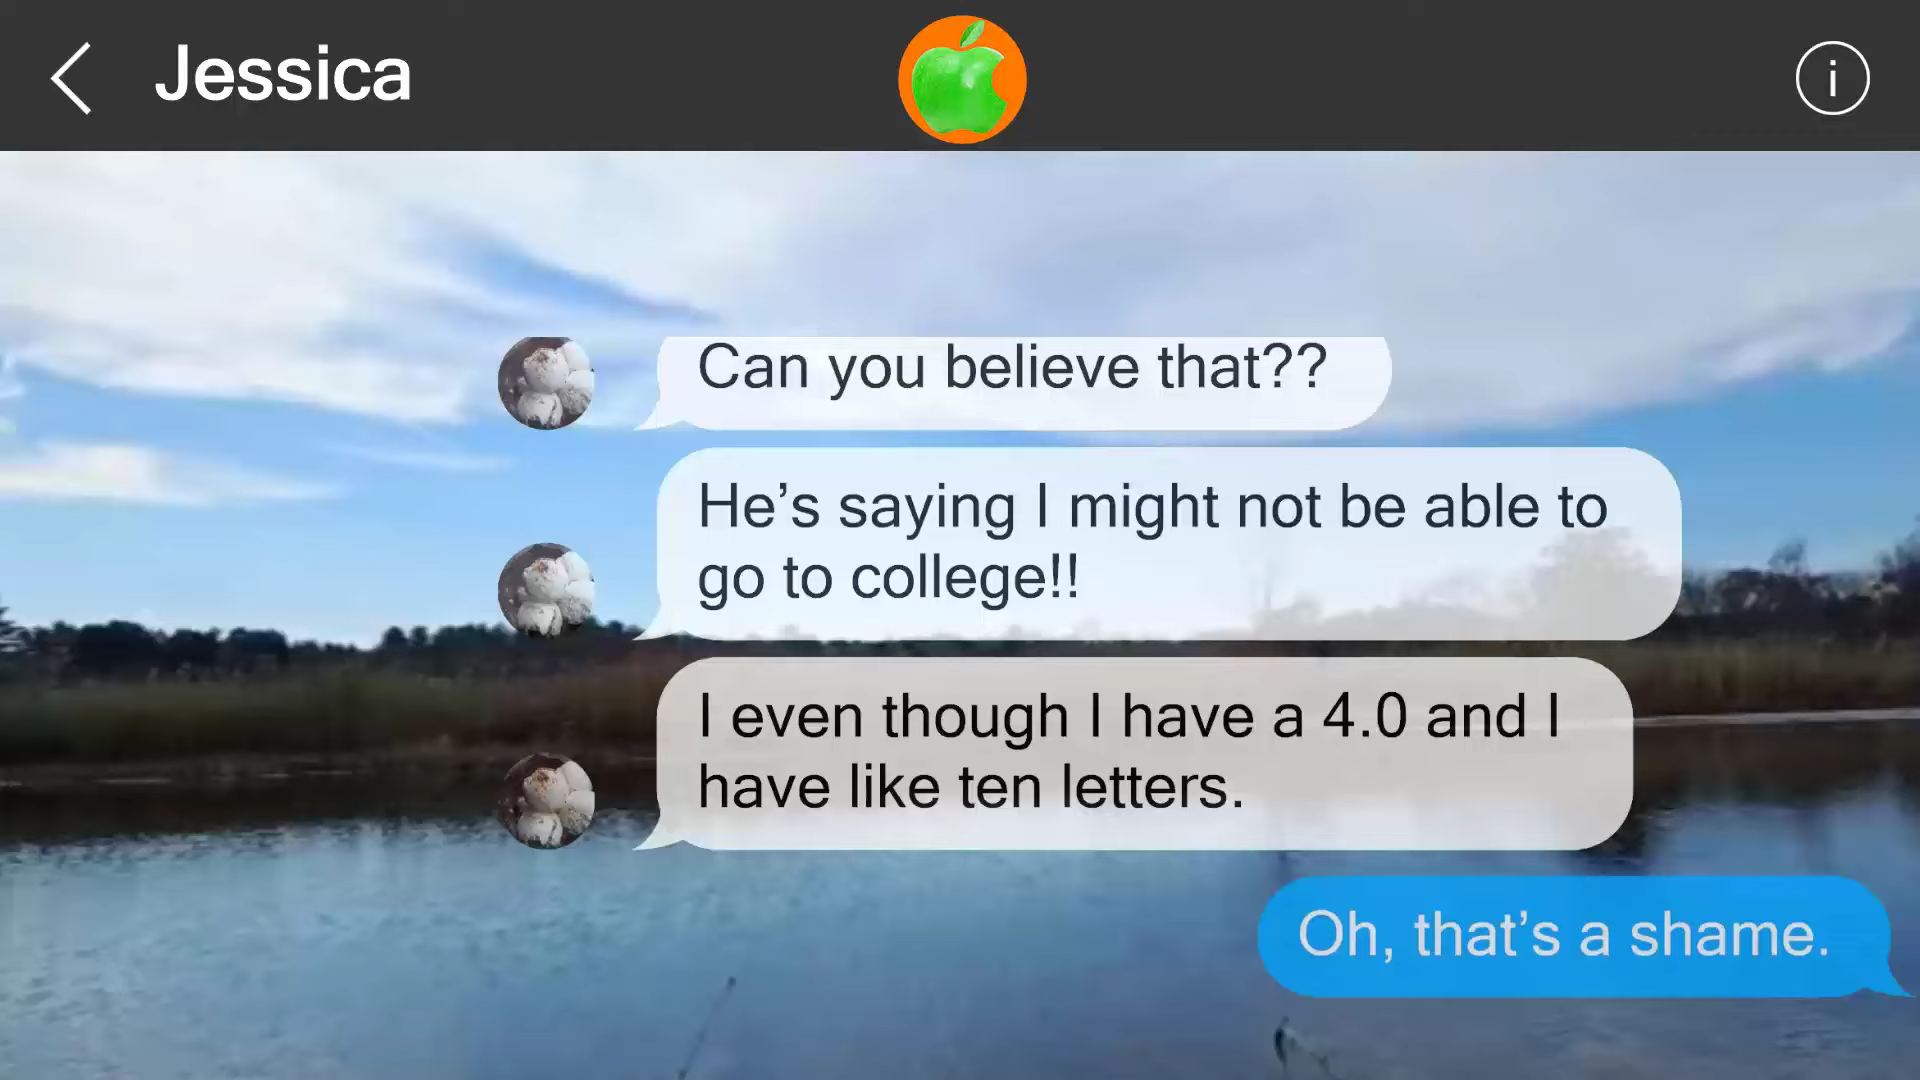 Jessica
i
Can you believe that??
He’s saying I might not be able to
go to college!!
I even though I have a 4.0 and I
have like ten letters.
Oh, that’s a shame.